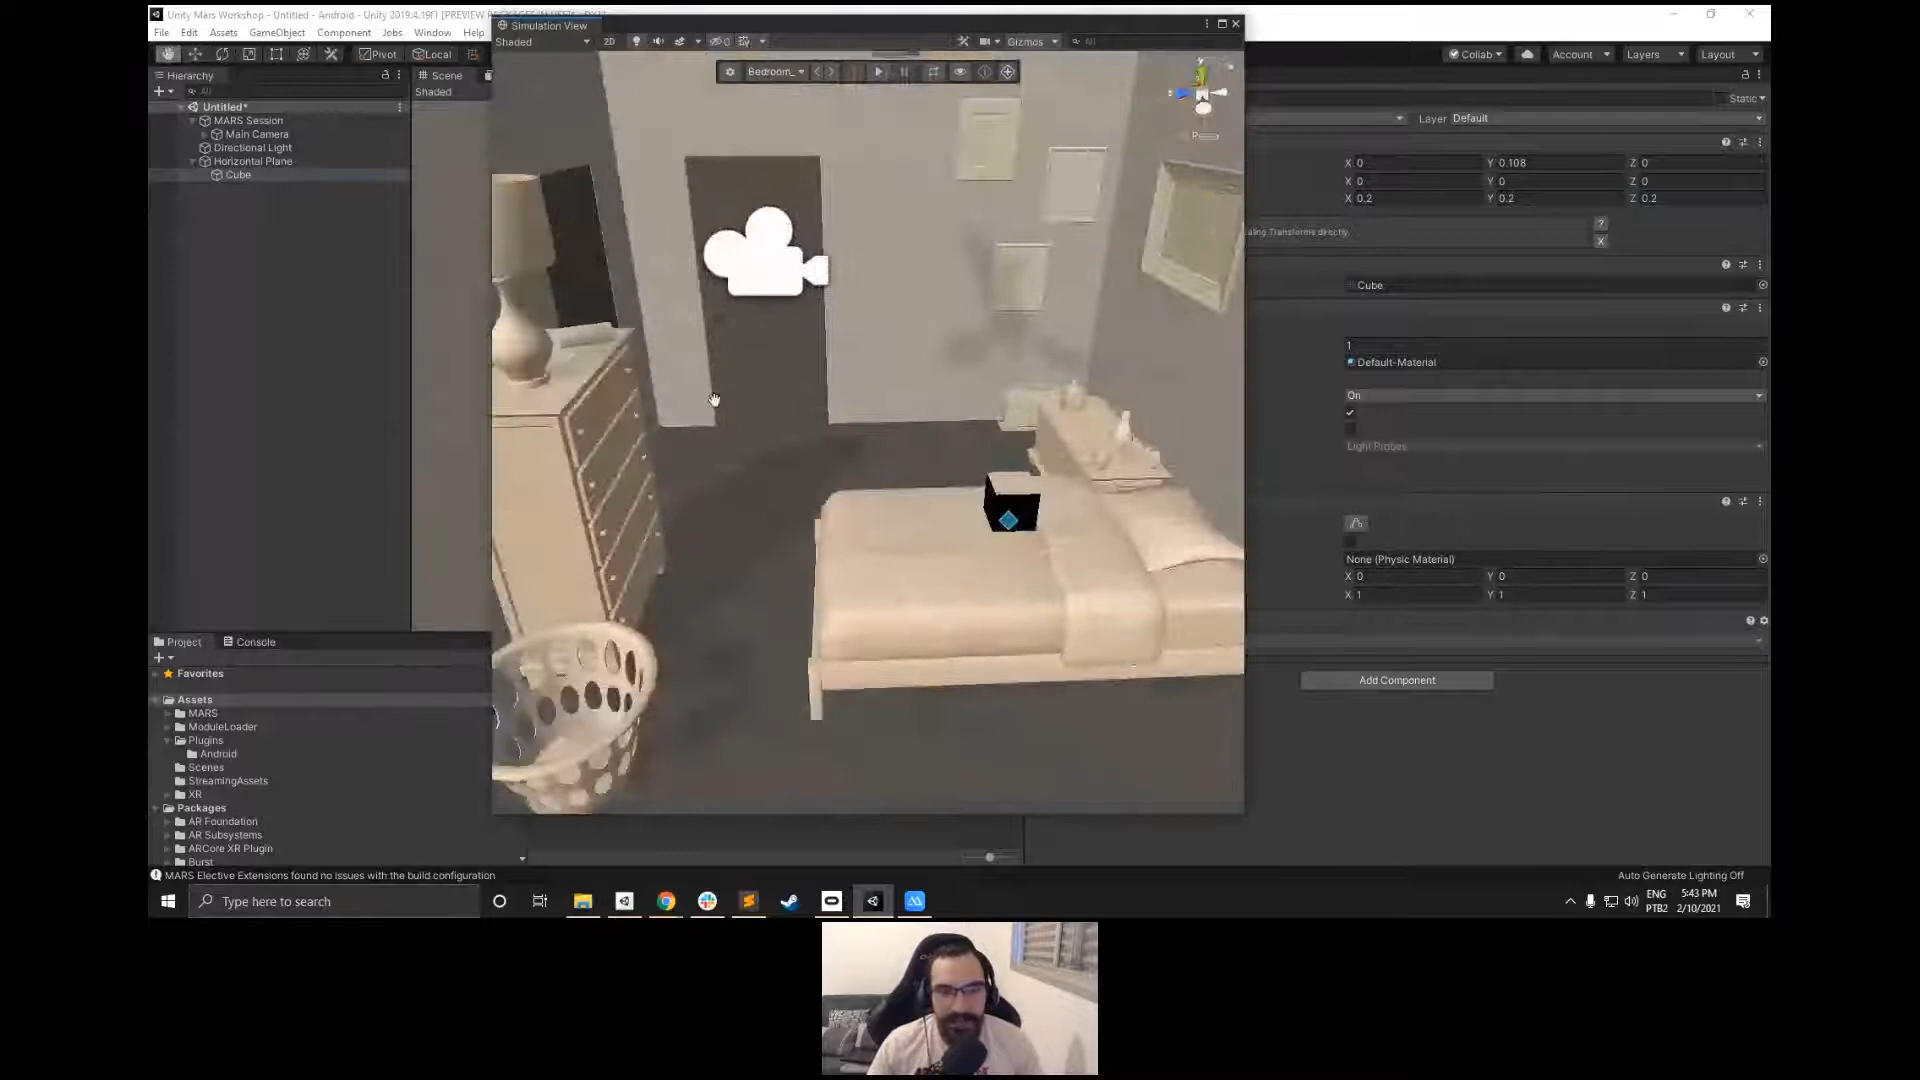 Unity Mars Workshop - Untitled - Android - Unity 2019.4.19f1 [PREVIEW
File Edit Assets GameObject Component Jobs Window Help
Pivot Local
Collab Account Layers Layout
Hierarchy
All
Untitled*
MARS Session
Main Camera
Directional Light
Horizontal Plane
Cube
Scene
Shaded
Simulation View
Shaded 2D Gizmos All
Bedroom_
Static
Layer Default
X 0 Y 0.108 Z 0
X 0 Y 0 Z 0
X 0.2 Y 0.2 Z 0.2
Transforms directly
Cube
1
Default-Material
On
Light Probes
None (Physic Material)
X 0 Y 0 Z 0
X 1 Y 1 Z 1
Add Component
Project Console
Favorites
Assets
MARS
ModuleLoader
Plugins
Android
Scenes
StreamingAssets
XR
Packages
AR Foundation
AR Subsystems
ARCore XR Plugin
Burst
MARS Elective Extensions found no issues with the build configuration
Auto Generate Lighting Off
Type here to search
ENG
PTB2
5:43 PM
2/10/2021